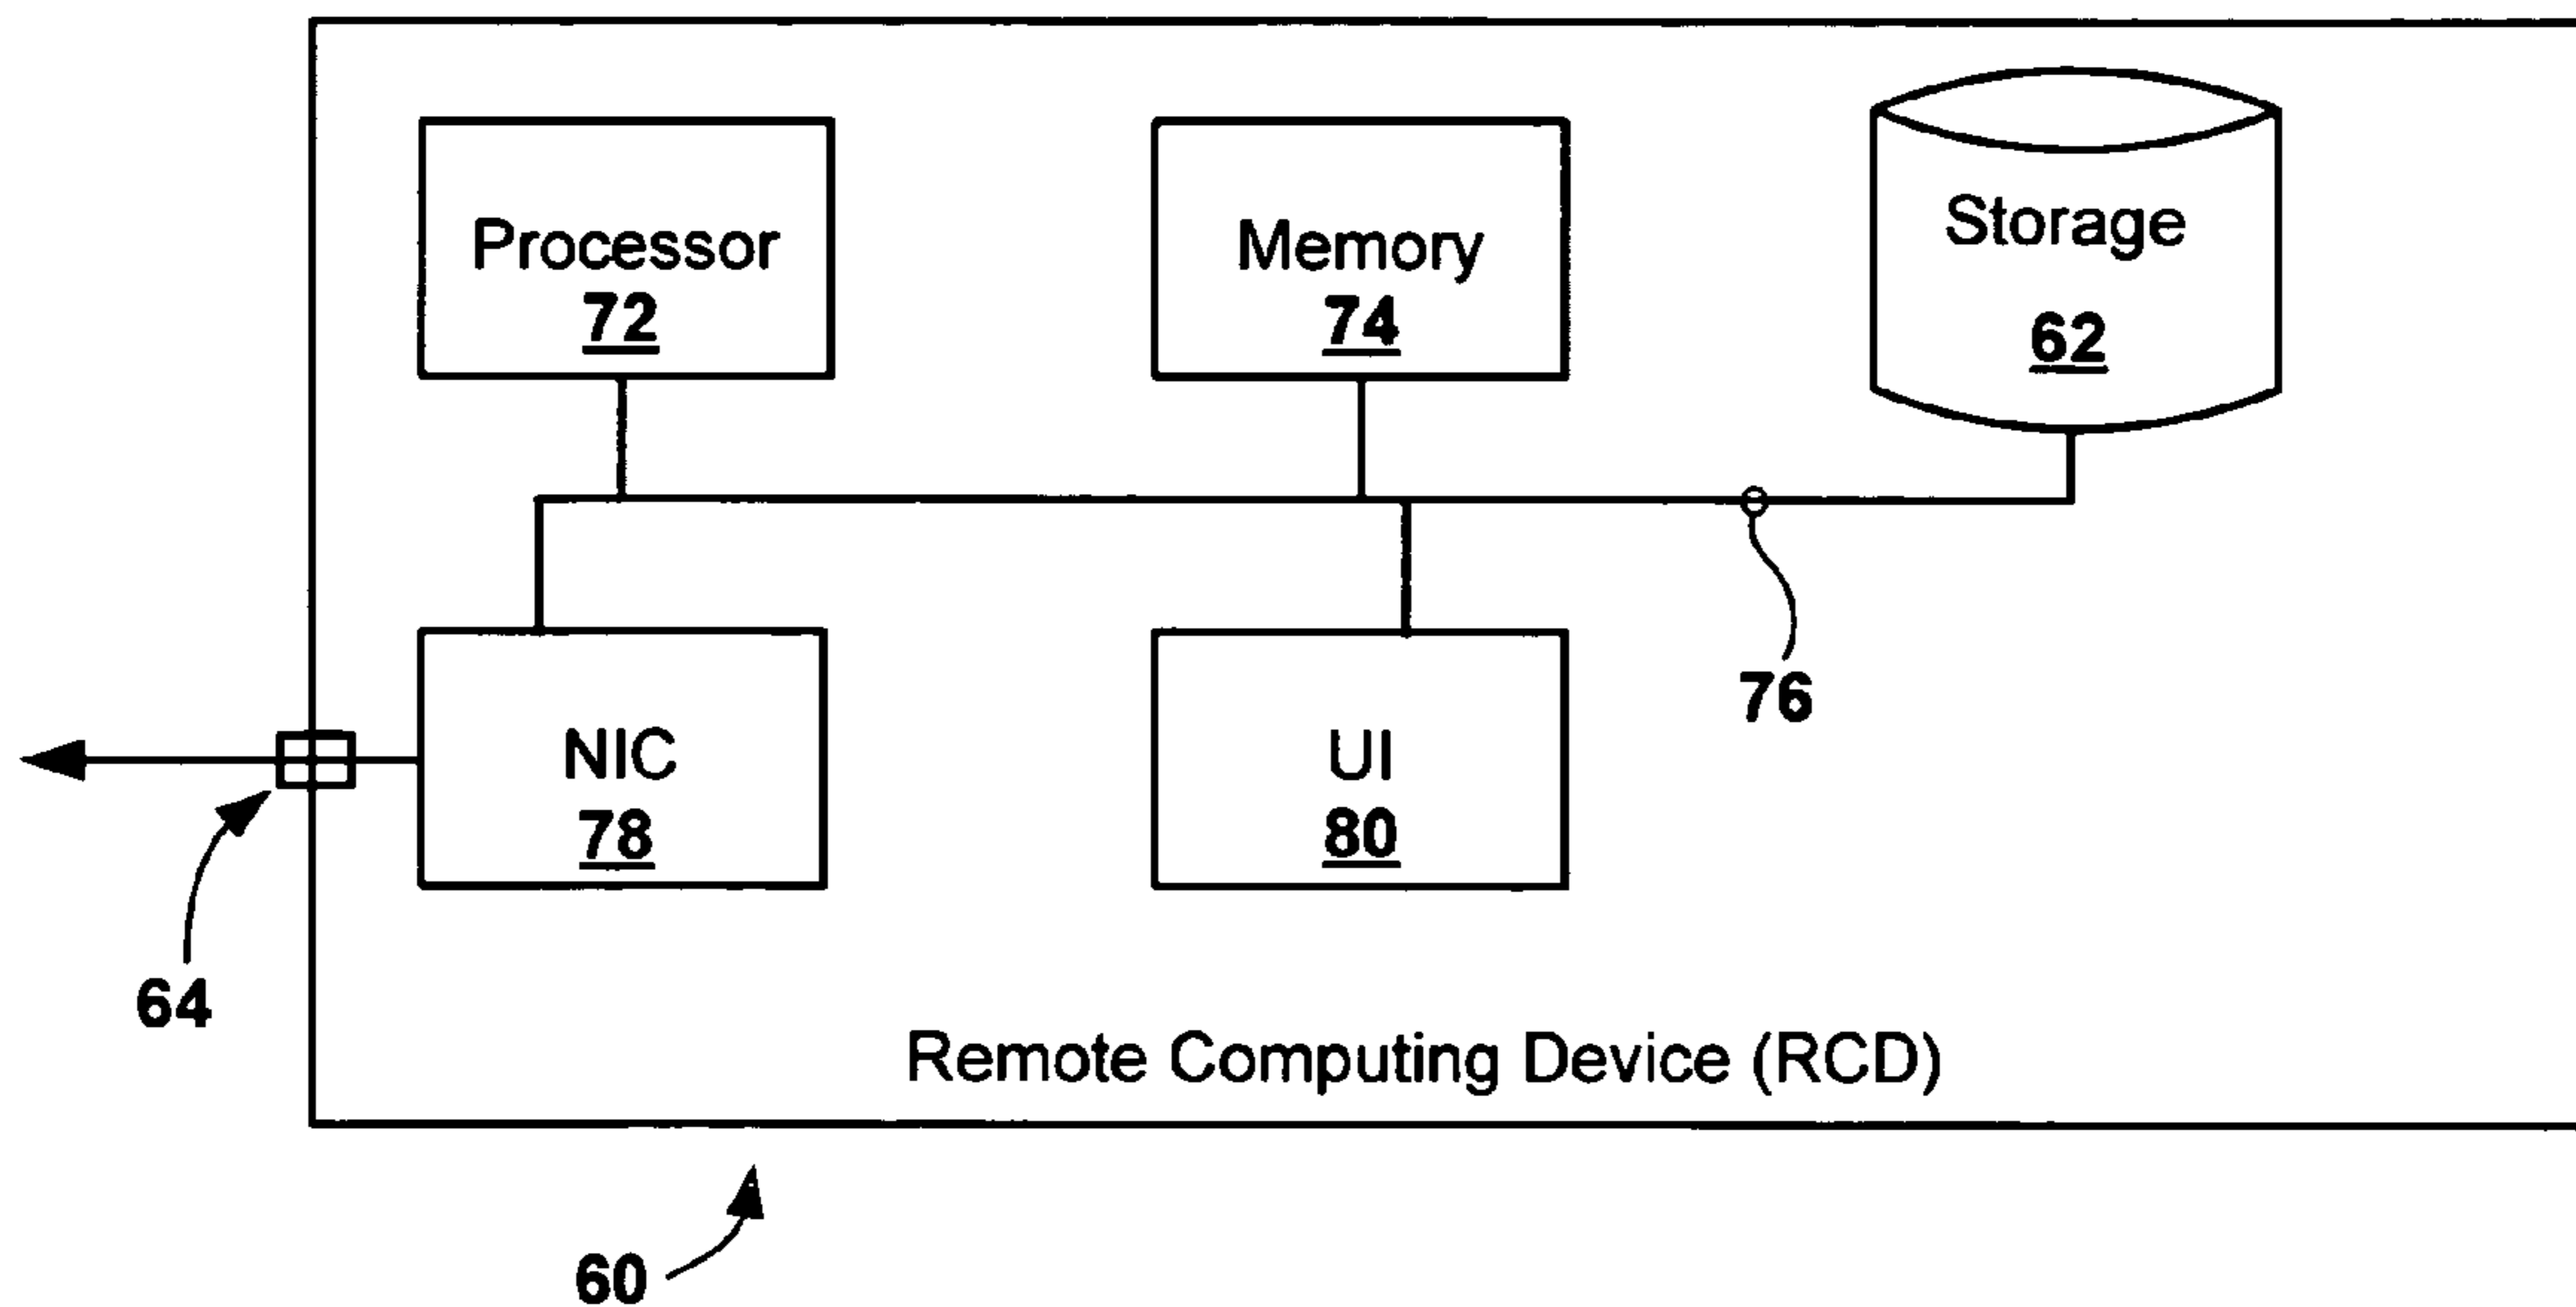 Processor
72
Memory
74
Storage
62
76
NIC
78
UI
80
64
Remote Computing Device (RCD)
60